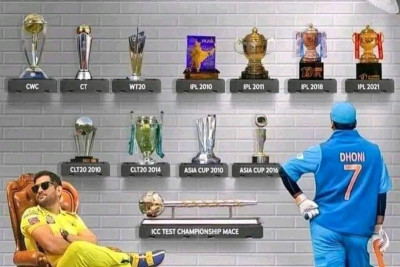 CWC CT WT20 IPL 2010 IPL 2011 IPL 2018 IPL 2021
CLT20 2010 CLT20 2014 ASIA CUP 2010 ASIA CUP 2016
DHONI
7
ICC TEST CHAMPIONSHIP MACE